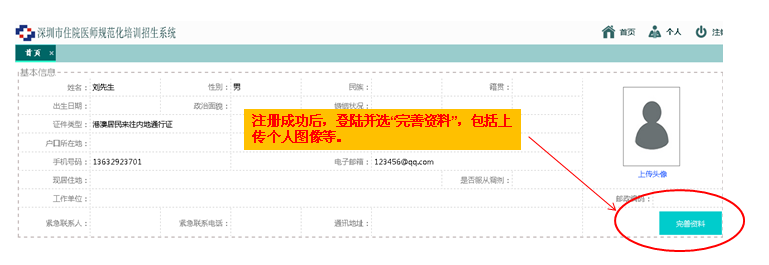 深圳市住院医师规范化培训招生系统 首页 个人 注
首页 ×
基本信息
姓名： 刘先生 性别： 男 民族： 籍贯：
出生日期： 政治面貌： 婚姻状况：
证件类型： 港澳居民来往内地通行证
注册成功后，登陆并选“完善资料”，包括上
传个人图像等。
户口所在地：
手机号码： 13632923701 电子邮箱： 123456@qq.com
上传头像
现居住地： 是否服从调剂：
工作单位： 邮政编码：
紧急联系人： 紧急联系电话： 通讯地址： 完善资料